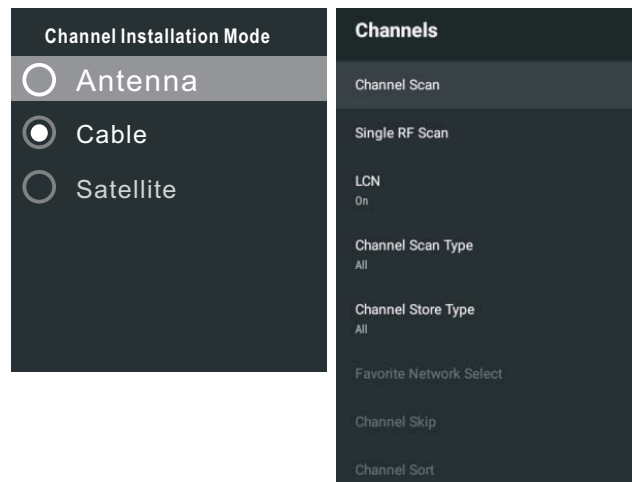 Channel Installation Mode
Antenna
Cable
Satellite
Channels
Channel Scan
Single RF Scan
LCN
On
Channel Scan Type
All
Channel Store Type
All
Favorite Network Select
Channel Skip
Channel Sort